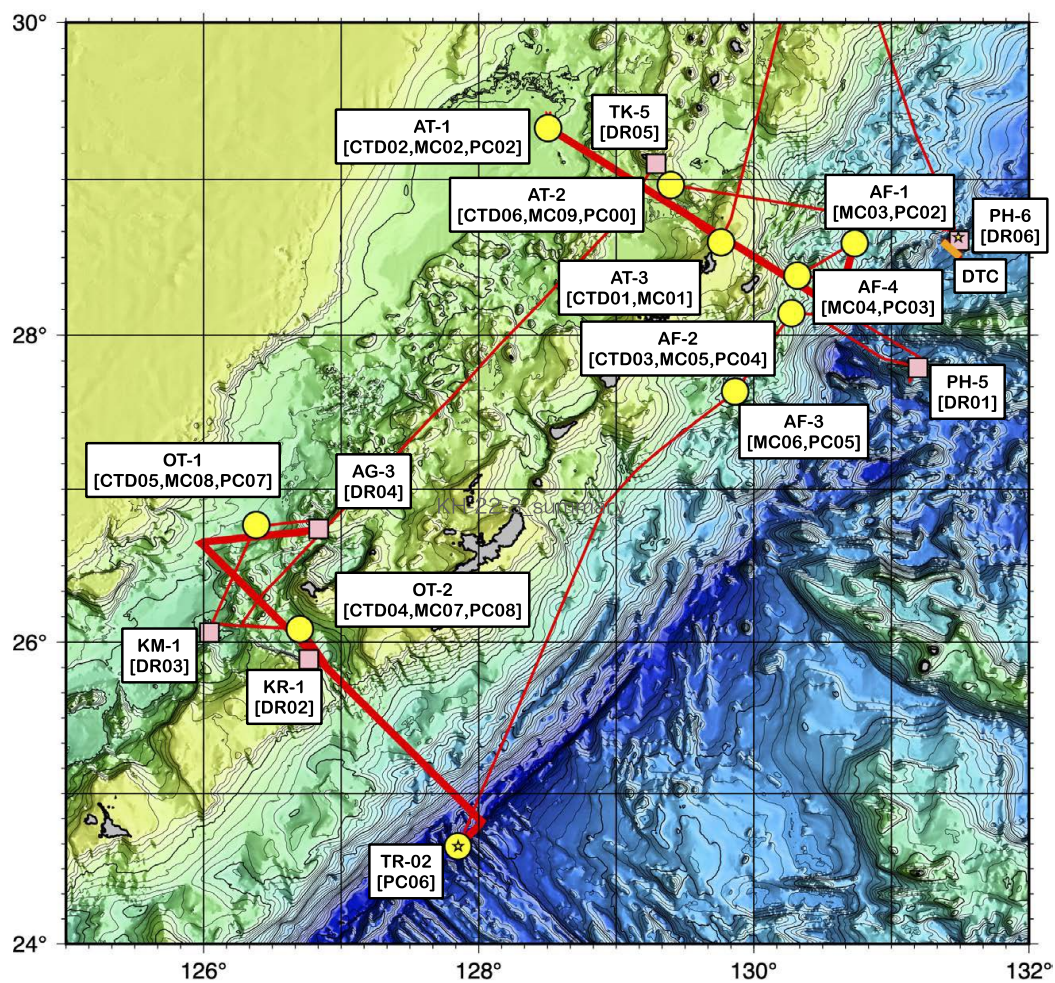 30°
TK-5
[DR05]
AT-1
[CTD02,MC02,PC02]
AT-2
[CTD06,MC09,PC00]
AF-1
[MC03,PC02]
PH-6
[DR06]
DTC
AT-3
[CTD01,MC01]
AF-4
[MC04,PC03]
28°
AF-2
[CTD03,MC05,PC04]
PH-5
[DR01]
AF-3
[MC06,PC05]
OT-1
[CTD05,MC08,PC07]
AG-3
[DR04]
summary
OT-2
[CTD04,MC07,PC08]
26°
KM-1
[DR03]
KR-1
[DR02]
TR-02
[PC06]
24°
126°
128°
130°
132°